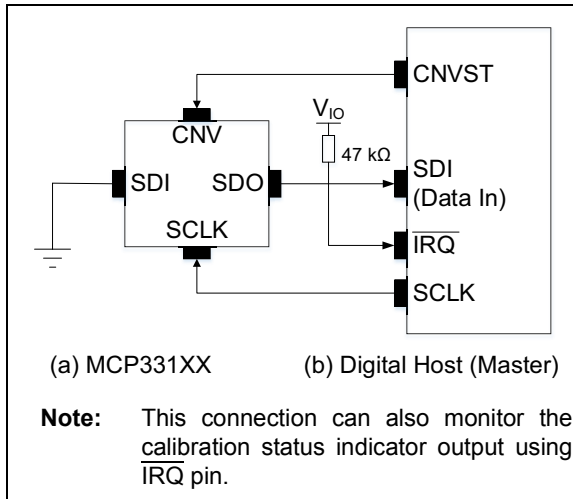 CNVST
V_IO
CNV
47 kΩ
SDI
SDO
SDI
(Data In)
SCLK
IRQ
SCLK
(a) MCP331XX
(b) Digital Host (Master)
Note: This connection can also monitor the
calibration status indicator output using
IRQ pin.